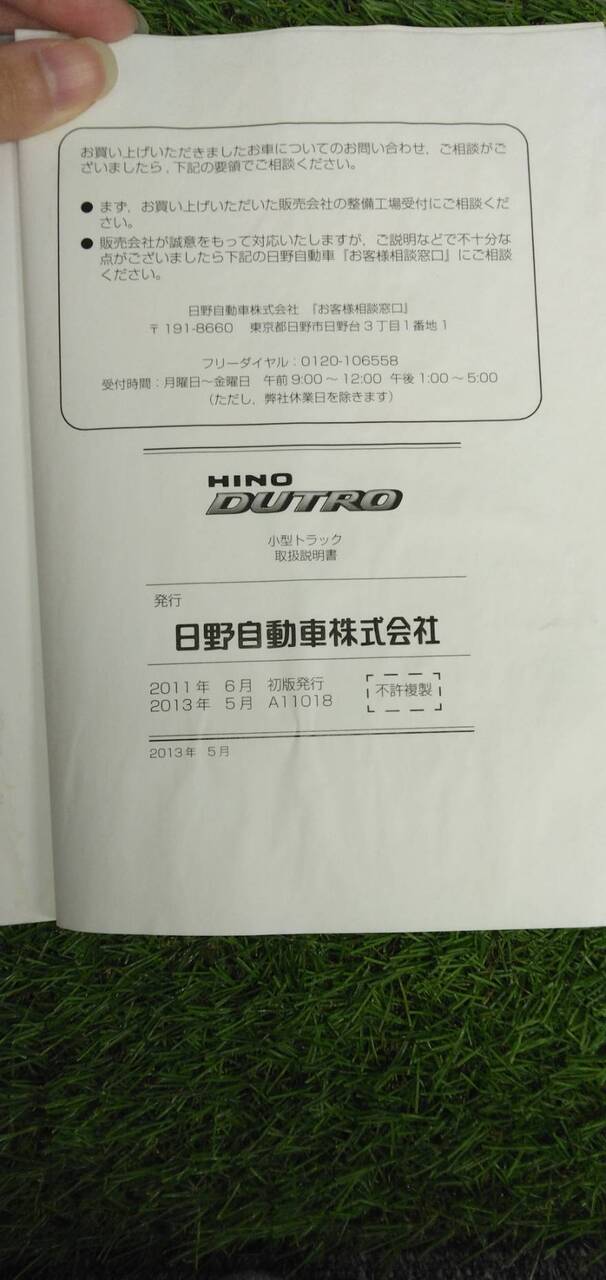 お買い上げいただきましたお車についてのお問い合わせ，ご相談がご
ざいましたら，下記の要領でご相談ください。
● まず，お買い上げいただいた販売会社の整備工場受付にご相談くだ
さい。
● 販売会社が誠意をもって対応いたしますが，ご説明などで不十分な
点がございましたら下記の日野自動車『お客様相談窓口』にご相談
ください。
日野自動車株式会社 『お客様相談窓口』
〒 191-8660 東京都日野市日野台３丁目１番地１
フリーダイヤル：0120-106558
受付時間：月曜日～金曜日 午前 9:00 ～ 12:00 午後 1:00 ～ 5:00
（ただし，弊社休業日を除きます）
HINO
DUTRO
小型トラック
取扱説明書
発行
日野自動車株式会社
2011 年 6 月 初版発行
2013 年 5 月 A11018
不許複製
2013 年 5 月